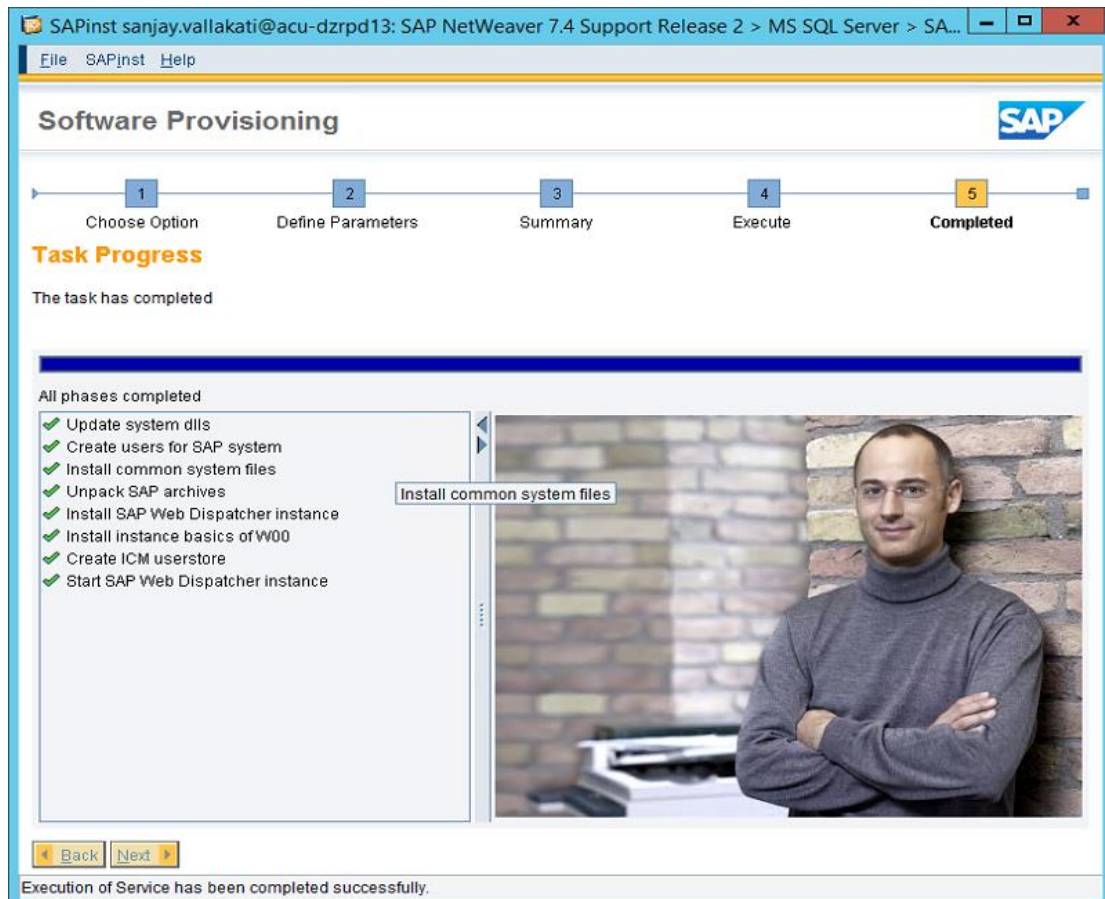 SAPinst sanjay.vallakati@acu-dzrpd13: SAP NetWeaver 7.4 Support Release 2 > MS SQL Server > SA...
File SAPinst Help
Software Provisioning
SAP
1 2 3 4 5
Choose Option Define Parameters Summary Execute Completed
Task Progress
The task has completed
All phases completed
Update system dlls
Create users for SAP system
Install common system files
Unpack SAP archives
Install common system files
Install SAP Web Dispatcher instance
Install instance basics of W00
Create ICM userstore
Start SAP Web Dispatcher instance
Back Next
Execution of Service has been completed successfully.